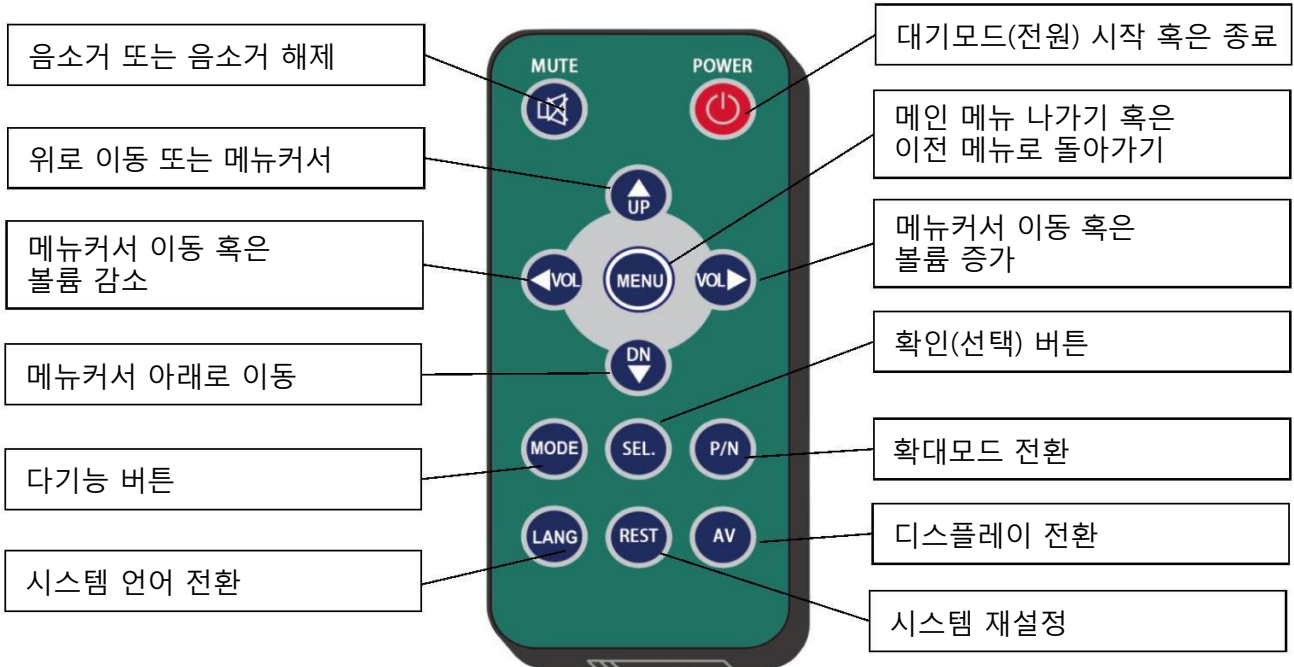 음소거 또는 음소거 해제
위로 이동 또는 메뉴커서
메뉴커서 이동 혹은
볼륨 감소
메뉴커서 아래로 이동
다기능 버튼
시스템 언어 전환
MUTE
POWER
UP
VOL
MENU
VOL
DN
MODE
SEL.
P/N
LANG
REST
AV
대기모드(전원) 시작 혹은 종료
메인 메뉴 나가기 혹은
이전 메뉴로 돌아가기
메뉴커서 이동 혹은
볼륨 증가
확인(선택) 버튼
확대모드 전환
디스플레이 전환
시스템 재설정